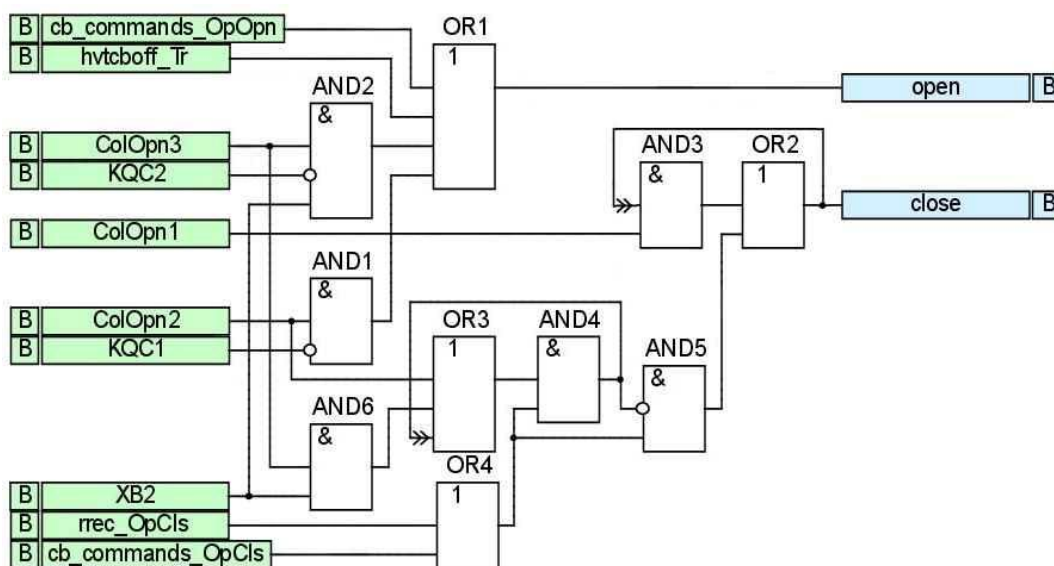 B cb_commands_OpOpn
OR1
B hvtcboff_Tr
1
AND2
&
open B
B ColOpn3
AND3
OR2
B KQC2
&
1
close B
B ColOpn1
AND1
&
B ColOpn2
OR3
AND4
B KQC1
1
&
AND5
&
AND6
&
OR4
B XB2
1
B rrec_OpCls
B cb_commands_OpCls